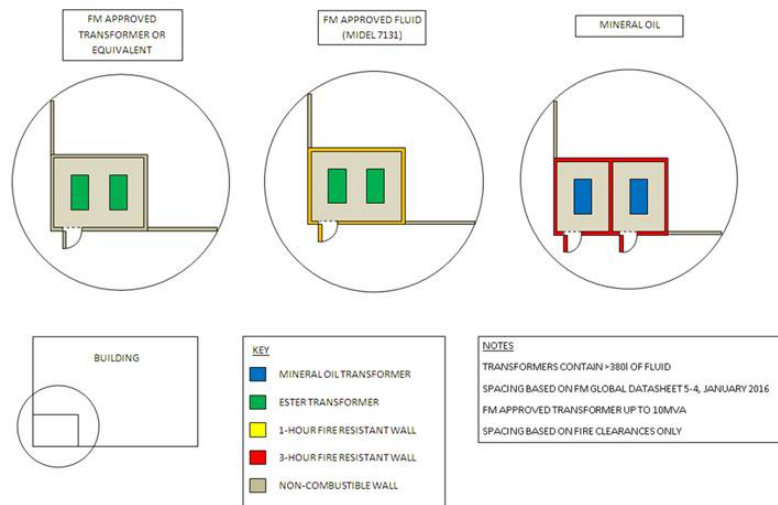 FM APPROVED
TRANSFORMER OR
EQUIVALENT
FM APPROVED FLUID
(MIDEL 7131)
MINERAL OIL
BUILDING
KEY
MINERAL OIL TRANSFORMER
ESTER TRANSFORMER
1-HOUR FIRE RESISTANT WALL
3-HOUR FIRE RESISTANT WALL
NON-COMBUSTIBLE WALL
NOTES
TRANSFORMERS CONTAIN >380l OF FLUID
SPACING BASED ON FM GLOBAL DATASHEET 5-4, JANUARY 2016
FM APPROVED TRANSFORMER UP TO 10MVA
SPACING BASED ON FIRE CLEARANCES ONLY